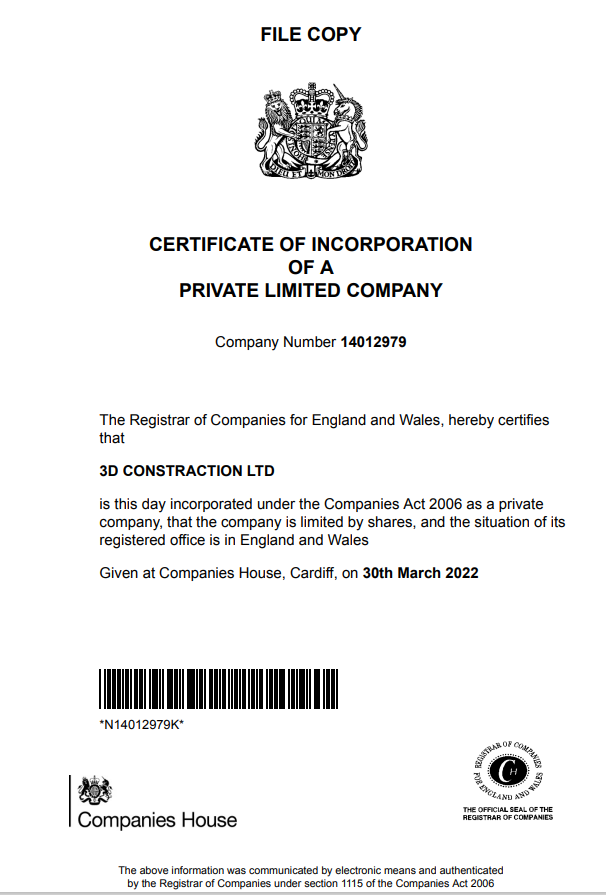 FILE COPY
DIEU ET MON DROIT
CERTIFICATE OF INCORPORATION
OF A
PRIVATE LIMITED COMPANY
Company Number 14012979
The Registrar of Companies for England and Wales, hereby certifies
that
3D CONSTRACTION LTD
is this day incorporated under the Companies Act 2006 as a private
company, that the company is limited by shares, and the situation of its
registered office is in England and Wales
Given at Companies House, Cardiff, on 30th March 2022
*N14012979K*
Companies House
REGISTRAR OF COMPANIES
FOR ENGLAND AND WALES
CH
THE OFFICIAL SEAL OF THE
REGISTRAR OF COMPANIES
The above information was communicated by electronic means and authenticated
by the Registrar of Companies under section 1115 of the Companies Act 2006